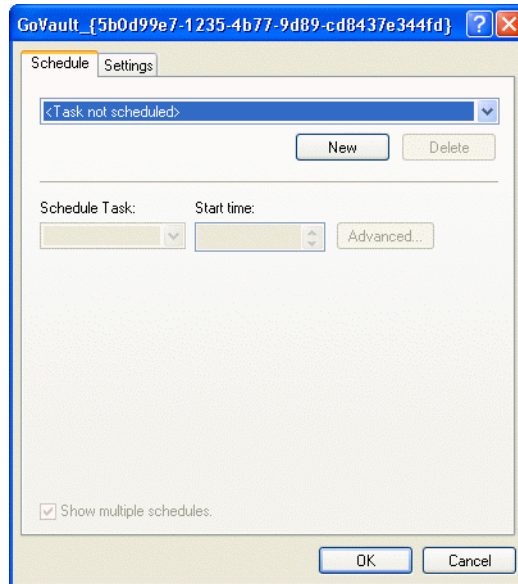 GoVault_{5b0d99e7-1235-4b77-9d89-cd8437e344fd}
Schedule Settings
<Task not scheduled>
New Delete
Schedule Task: Start time:
Advanced...
Show multiple schedules.
OK Cancel